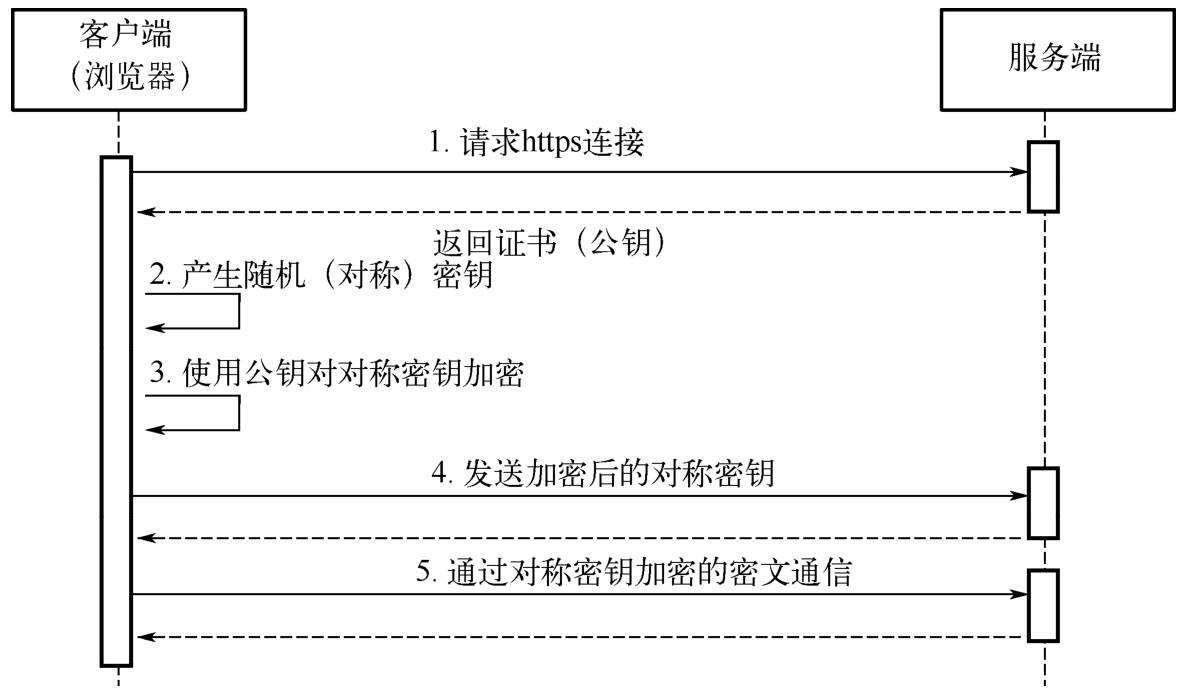 客户端
（浏览器）
服务端
1. 请求https连接
返回证书（公钥）
2. 产生随机（对称）密钥
3. 使用公钥对对称密钥加密
4. 发送加密后的对称密钥
5. 通过对称密钥加密的密文通信